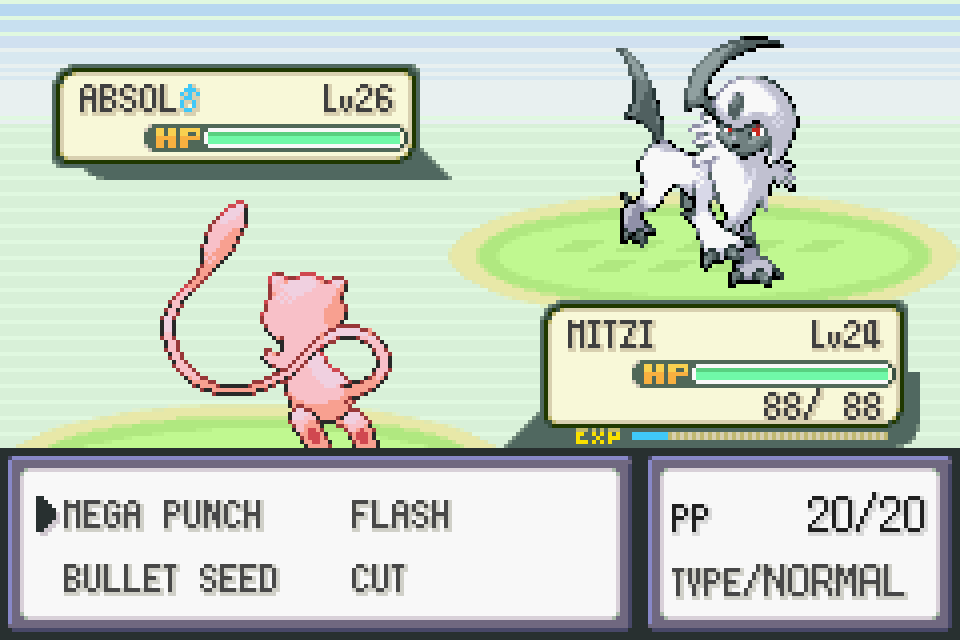 ABSOL♂ Lv26
HP
MITZI Lv24
HP
88/ 88
EXP
MEGA PUNCH FLASH
BULLET SEED CUT
PP 20/20
TYPE/NORMAL